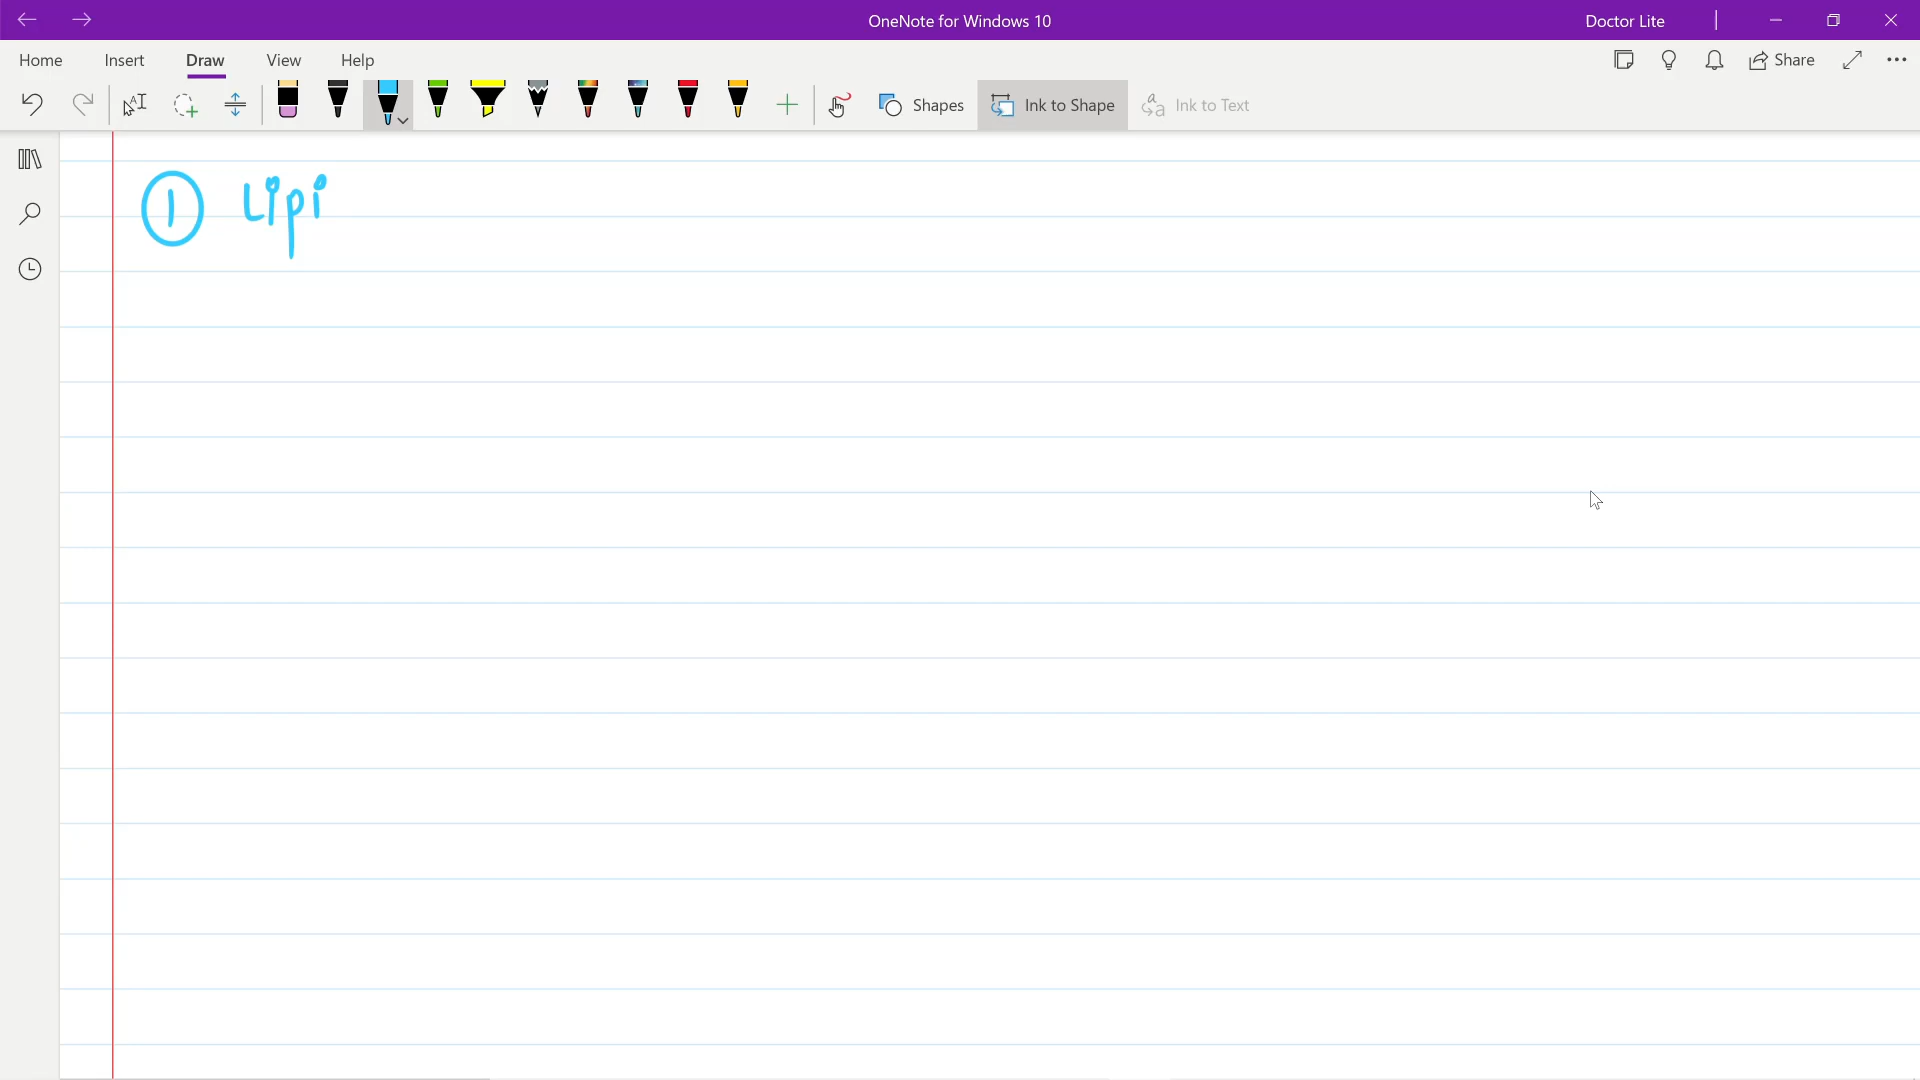 OneNote for Windows 10 Doctor Lite
Home Insert Draw View Help Share
Shapes Ink to Shape Ink to Text
① Lipi